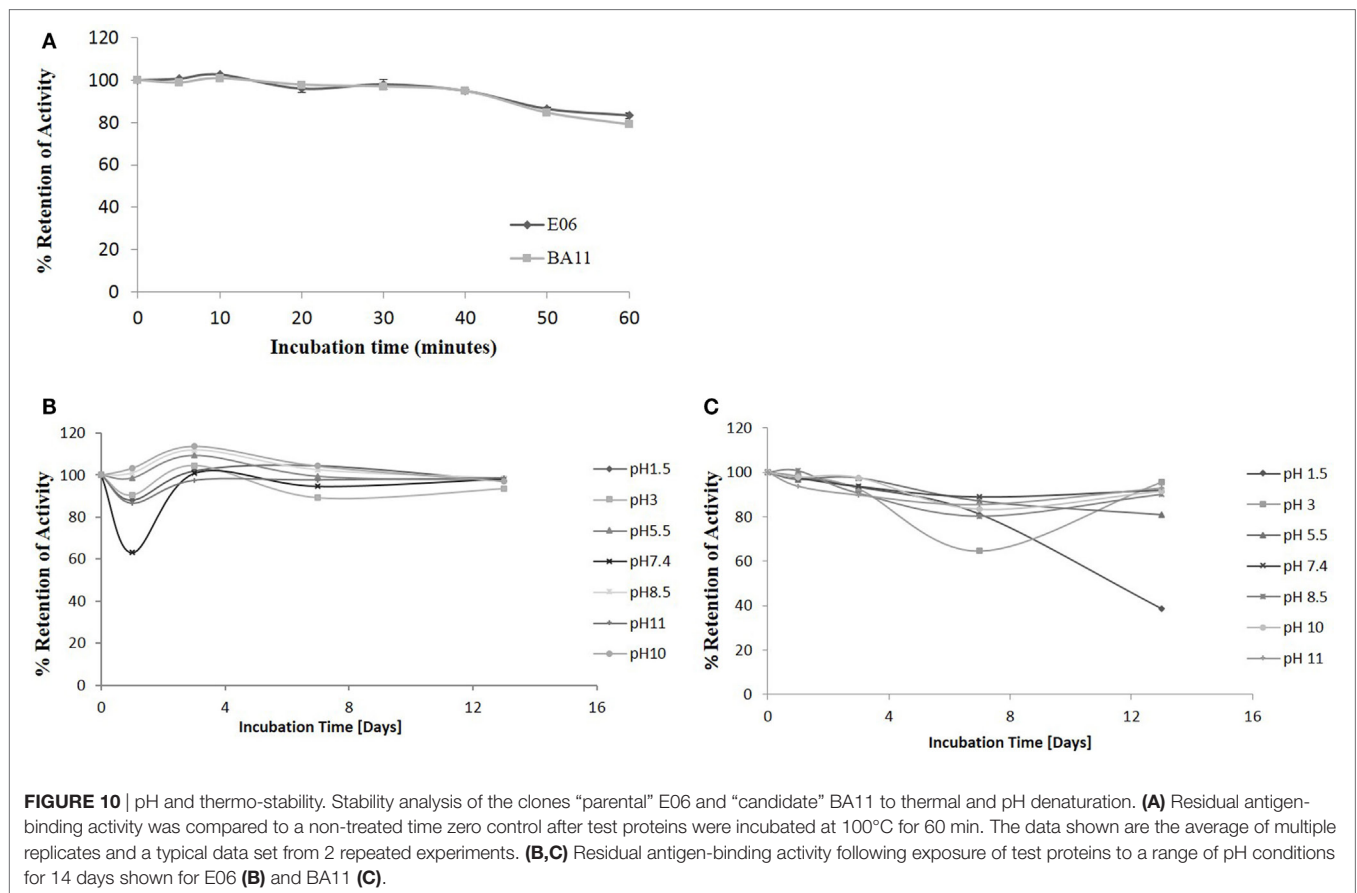 A
120
100
80
60
40
20
0
% Retention of Activity
E06
BA11
0 10 20 30 40 50 60
Incubation time (minutes)
B
120
100
80
60
40
20
0
% Retention of Activity
0 4 8 12 16
Incubation Time [Days]
pH1.5
pH3
pH5.5
pH7.4
pH8.5
pH11
pH10
C
120
100
80
60
40
20
0
% Retention of Activity
0 4 8 12 16
Incubation Time [Days]
pH 1.5
pH 3
pH 5.5
pH 7.4
pH 8.5
pH 10
pH 11
FIGURE 10 | pH and thermo-stability. Stability analysis of the clones “parental” E06 and “candidate” BA11 to thermal and pH denaturation. (A) Residual antigen-
binding activity was compared to a non-treated time zero control after test proteins were incubated at 100°C for 60 min. The data shown are the average of multiple
replicates and a typical data set from 2 repeated experiments. (B,C) Residual antigen-binding activity following exposure of test proteins to a range of pH conditions
for 14 days shown for E06 (B) and BA11 (C).